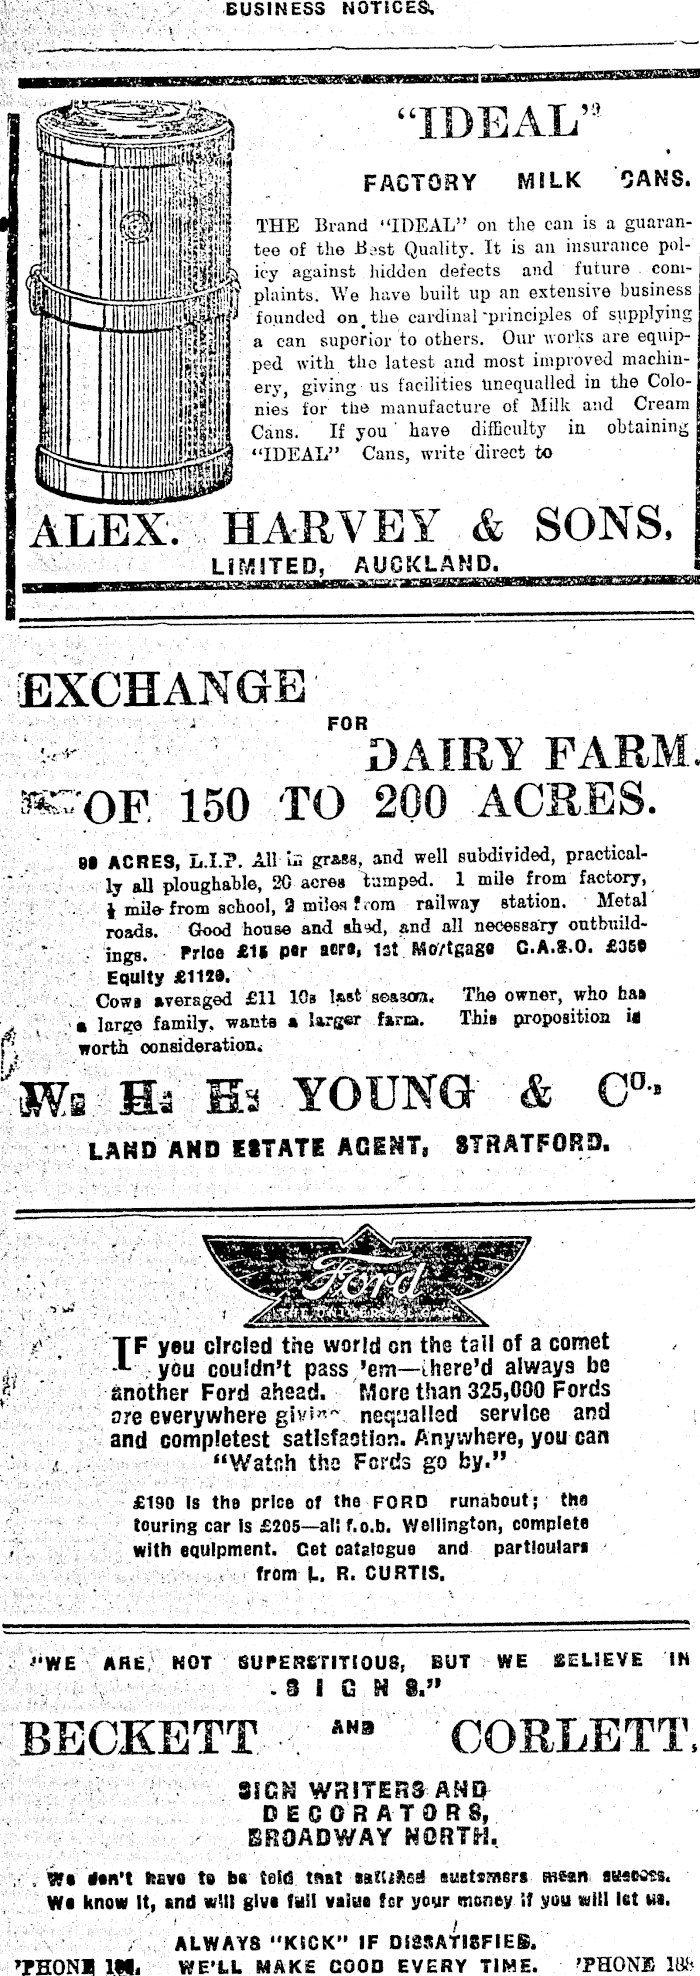 BUSINESS NOTICES.
"IDEAL"
FACTORY MILK CANS.
THE Brand "IDEAL" on the can is a guaran-
tee of the Best Quality. It is an insurance pol-
icy against hidden defects and future com-
plaints. We have built up an extensive business
founded on the cardinal principles of supplying
a can superior to others. Our works are equip-
ped with the latest and most improved machin-
ery, giving us facilities unequalled in the Colo-
nies for the manufacture of Milk and Cream
Cans. If you have difficulty in obtaining
"IDEAL" Cans, write direct to
ALEX. HARVEY & SONS,
LIMITED, AUCKLAND.
EXCHANGE
FOR
DAIRY FARM.
OF 150 TO 200 ACRES.
ACRES, L.I.P. All in grass, and well subdivided, practical-
ly all ploughable, 20 acres tumped. 1 mile from factory,
mile from school, 2 miles from railway station. Metal
roads. Good house and shed, and all necessary outbuild-
ings. Price £15 per acre, 1st Mortgage G.A.S.O. £350
Equity £1120.
Cows averaged £11 10s last season. The owner, who has
a large family, wants a larger farm. This proposition is
worth consideration.
W. H. H. YOUNG & CO.,
LAND AND ESTATE AGENT, STRATFORD.
Ford
THE UNIVERSAL CAR
IF you circled the world on the tail of a comet
you couldn't pass 'em—there'd always be
another Ford ahead. More than 325,000 Fords
are everywhere giving nequalled service and
and completest satisfaction. Anywhere, you can
"Watch the Fords go by."
£190 is the price of the FORD runabout; the
touring car is £205—all f.o.b. Wellington, complete
with equipment. Get catalogue and particulars
from L. R. CURTIS.
"WE ARE NOT SUPERSTITIOUS, BUT WE BELIEVE IN
SIGNS."
BECKETT AND CORLETT,
SIGN WRITERS AND
DECORATORS,
BROADWAY NORTH.
We don't have to be told that satisfied customers mean success.
We know it, and will give full value for your money if you will let us.
ALWAYS "KICK" IF DISSATISFIED.
'PHONE WE'LL MAKE GOOD EVERY TIME. 'PHONE